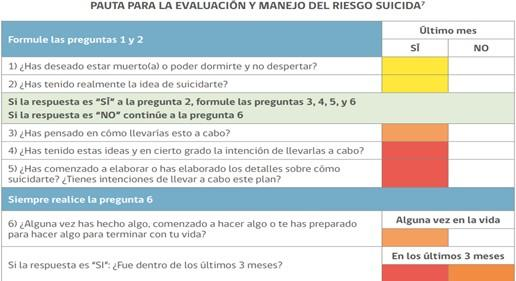 PAUTA PARA LA EVALUACIÓN Y MANEJO DEL RIESGO SUICIDA⁷
Formule las preguntas 1 y 2
Último mes
SÍ NO
1) ¿Has deseado estar muerto(a) o poder dormirte y no despertar?
2) ¿Has tenido realmente la idea de suicidarte?
Si la respuesta es "SÍ" a la pregunta 2, formule las preguntas 3, 4, 5, y 6
Si la respuesta es "NO" continúe a la pregunta 6
3) ¿Has pensado en cómo llevarías esto a cabo?
4) ¿Has tenido estas ideas y en cierto grado la intención de llevarlas a cabo?
5) ¿Has comenzado a elaborar o has elaborado los detalles sobre cómo
suicidarte? ¿Tienes intenciones de llevar a cabo este plan?
Siempre realice la pregunta 6
6) ¿Alguna vez has hecho algo, comenzado a hacer algo o te has preparado
para hacer algo para terminar con tu vida?
Alguna vez en la vida
Si la respuesta es "SI": ¿Fue dentro de los últimos 3 meses?
En los últimos 3 meses